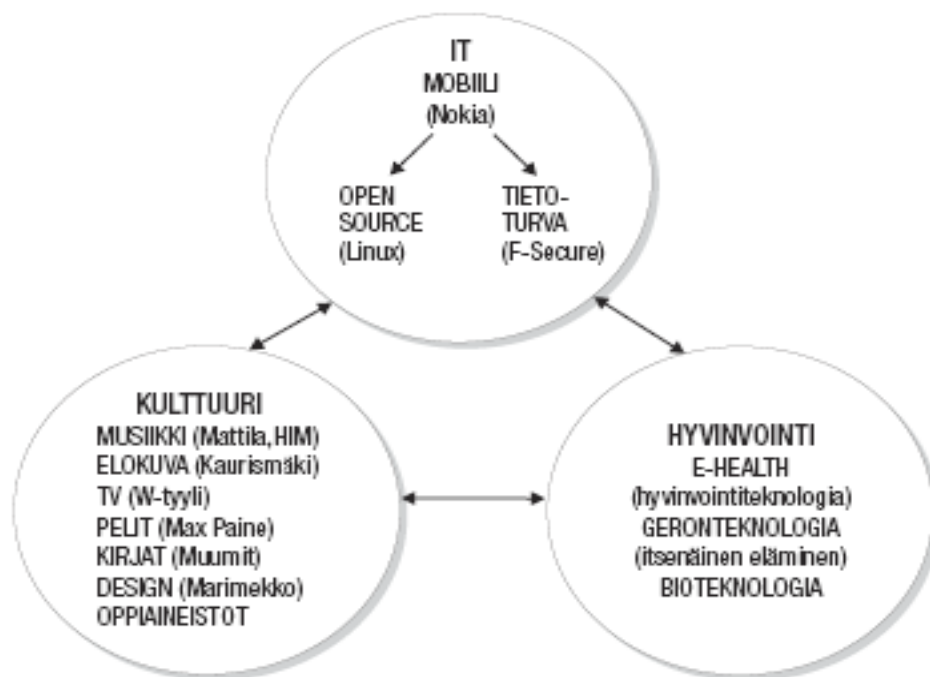 IT
MOBIILI
(Nokia)
OPEN
SOURCE
(Linux)
TIETO-
TURVA
(F-Secure)
KULTTUURI
MUSIIKKI (Mattila, HIM)
ELOKUVA (Kaurismäki)
TV (W-tyyli)
PELIT (Max Paine)
KIRJAT (Muumit)
DESIGN (Marimekko)
OPPIAINEISTOT
HYVINVOINTI
E-HEALTH
(hyvinvointiteknologia)
GERONTEKNOLOGIA
(itsenäinen eläminen)
BIOTEKNOLOGIA